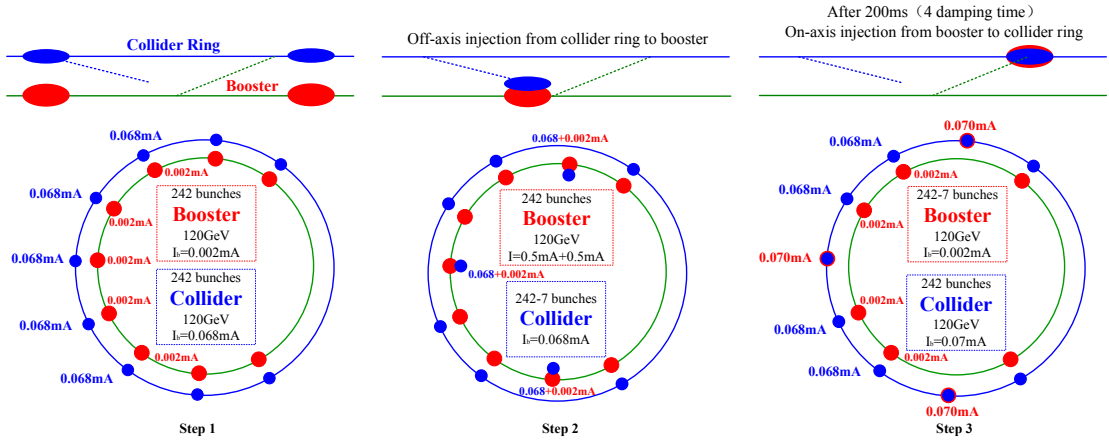 Collider Ring
Booster
0.068mA
0.068mA
0.068mA
0.068mA
0.068mA
0.068mA
0.002mA
0.002mA
0.002mA
0.002mA
0.002mA
242 bunches
Booster
120GeV
Ib=0.002mA
242 bunches
Collider
120GeV
Ib=0.068mA
Step 1
Off-axis injection from collider ring to booster
0.068+0.002mA
242 bunches
Booster
120GeV
I=0.5mA+0.5mA
0.068+0.002mA
242-7 bunches
Collider
Ib=0.068mA
0.068+0.002mA
Step 2
After 200ms（4 damping time）
On-axis injection from booster to collider ring
0.070mA
0.068mA
0.068mA
0.070mA
0.068mA
0.068mA
0.070mA
0.002mA
0.002mA
0.002mA
0.002mA
242-7 bunches
Booster
120GeV
Ib=0.002mA
242 bunches
Collider
120GeV
Ib=0.07mA
Step 3